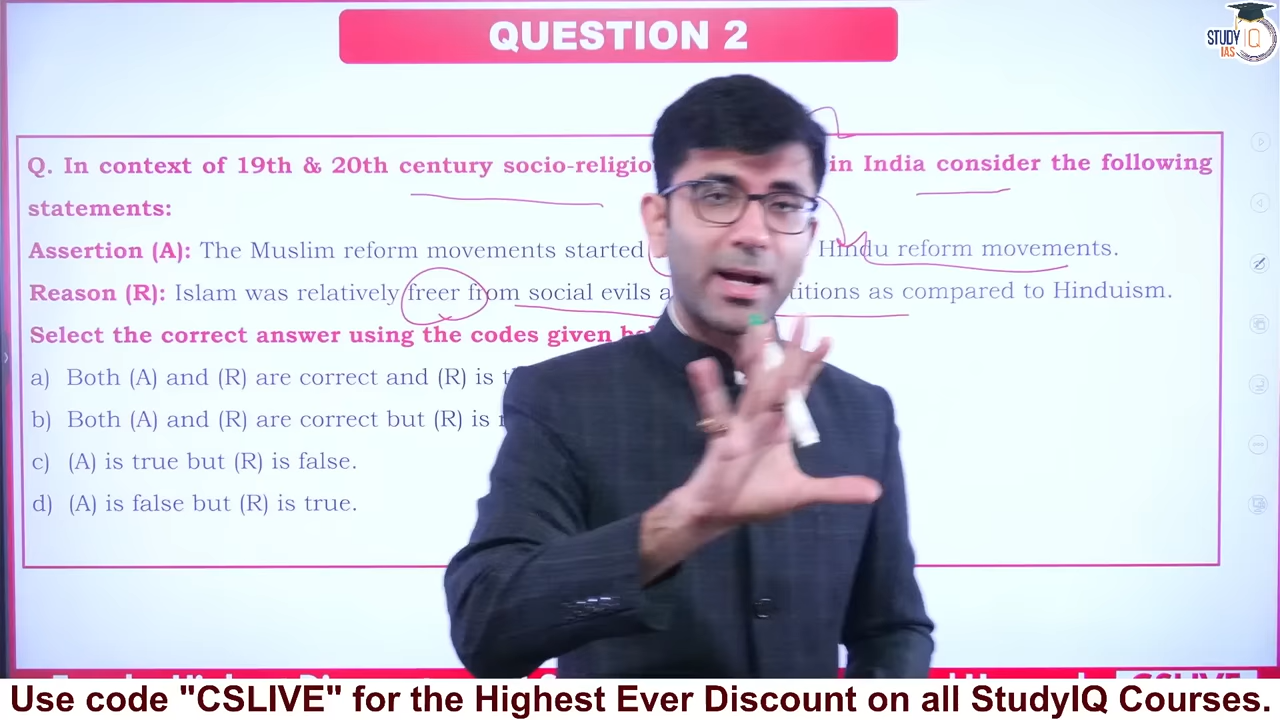 QUESTION 2
STUDY IQ
IAS
Q. In context of 19th & 20th century socio-religio in India consider the following
statements:
Assertion (A): The Muslim reform movements started Hindu reform movements.
Reason (R): Islam was relatively freer from social evils titions as compared to Hinduism.
Select the correct answer using the codes given
a) Both (A) and (R) are correct and (R) is
b) Both (A) and (R) are correct but (R) is
c) (A) is true but (R) is false.
d) (A) is false but (R) is true.
Use code "CSLIVE" for the Highest Ever Discount on all StudyIQ Courses.